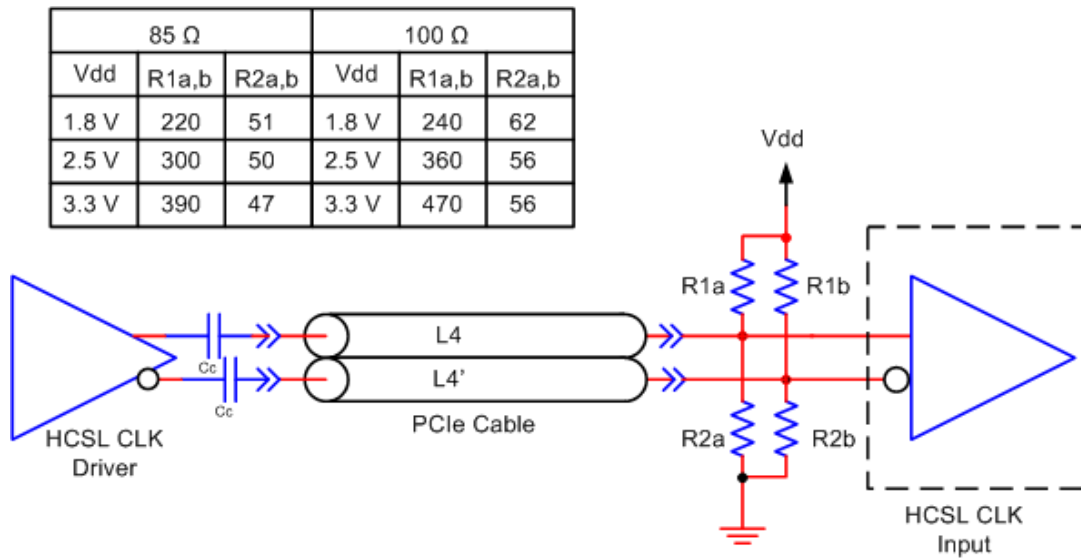 85 Ω 100 Ω
Vdd R1a,b R2a,b Vdd R1a,b R2a,b
1.8 V 220 51 1.8 V 240 62
2.5 V 300 50 2.5 V 360 56
3.3 V 390 47 3.3 V 470 56
Vdd
R1a R1b
L4
Cc
L4'
Cc
PCIe Cable
R2a R2b
HCSL CLK
Driver
HCSL CLK
Input